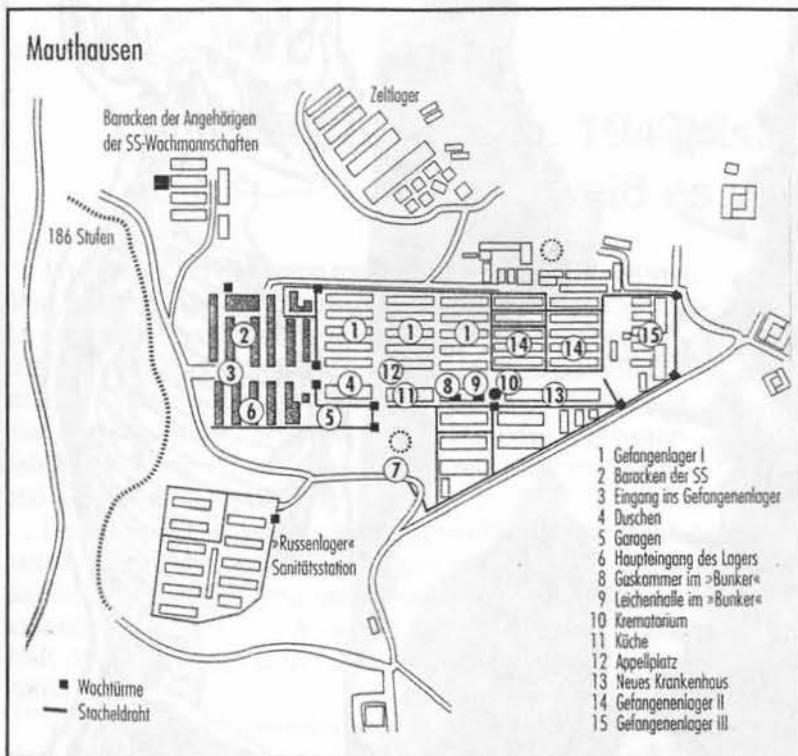 Mauthausen
Zeltlager
Baracken der Angehörigen
der SS-Wachmannschaften
186 Stufen
1
1
1
2
15
14
14
3
12
4
8
9
10
11
13
6
5
7
»Russenlager«
Sanitätsstation
1 Gefangenlager I
2 Baracken der SS
3 Eingang ins Gefangenenlager
4 Duschen
5 Garagen
6 Haupteingang des Lagers
8 Gaskammer im »Bunker«
9 Leichenhalle im »Bunker«
10 Krematorium
11 Küche
12 Appellplatz
13 Neues Krankenhaus
14 Gefangenenlager II
15 Gefangenenlager III
Wachtürme
Stacheldraht